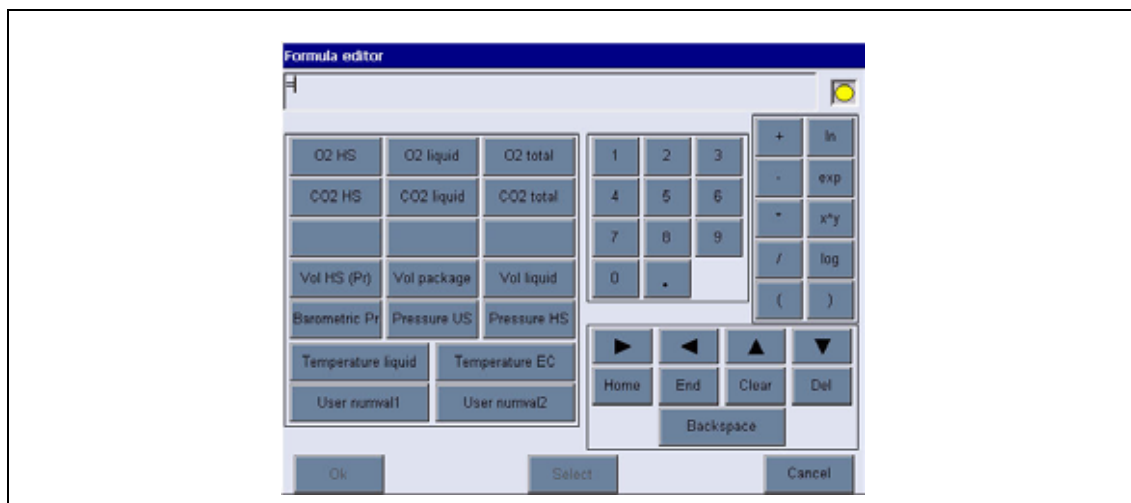 Formula editor
=
O2 HS O2 liquid O2 total
CO2 HS CO2 liquid CO2 total
Vol HS (Pr) Vol package Vol liquid
Barometric Pr Pressure US Pressure HS
Temperature liquid Temperature EC
User numval1 User numval2
1 2 3
4 5 6
7 8 9
0 .
+ ln
- exp
* x^y
/ log
( )
Home End Clear Del
Backspace
Ok Select Cancel